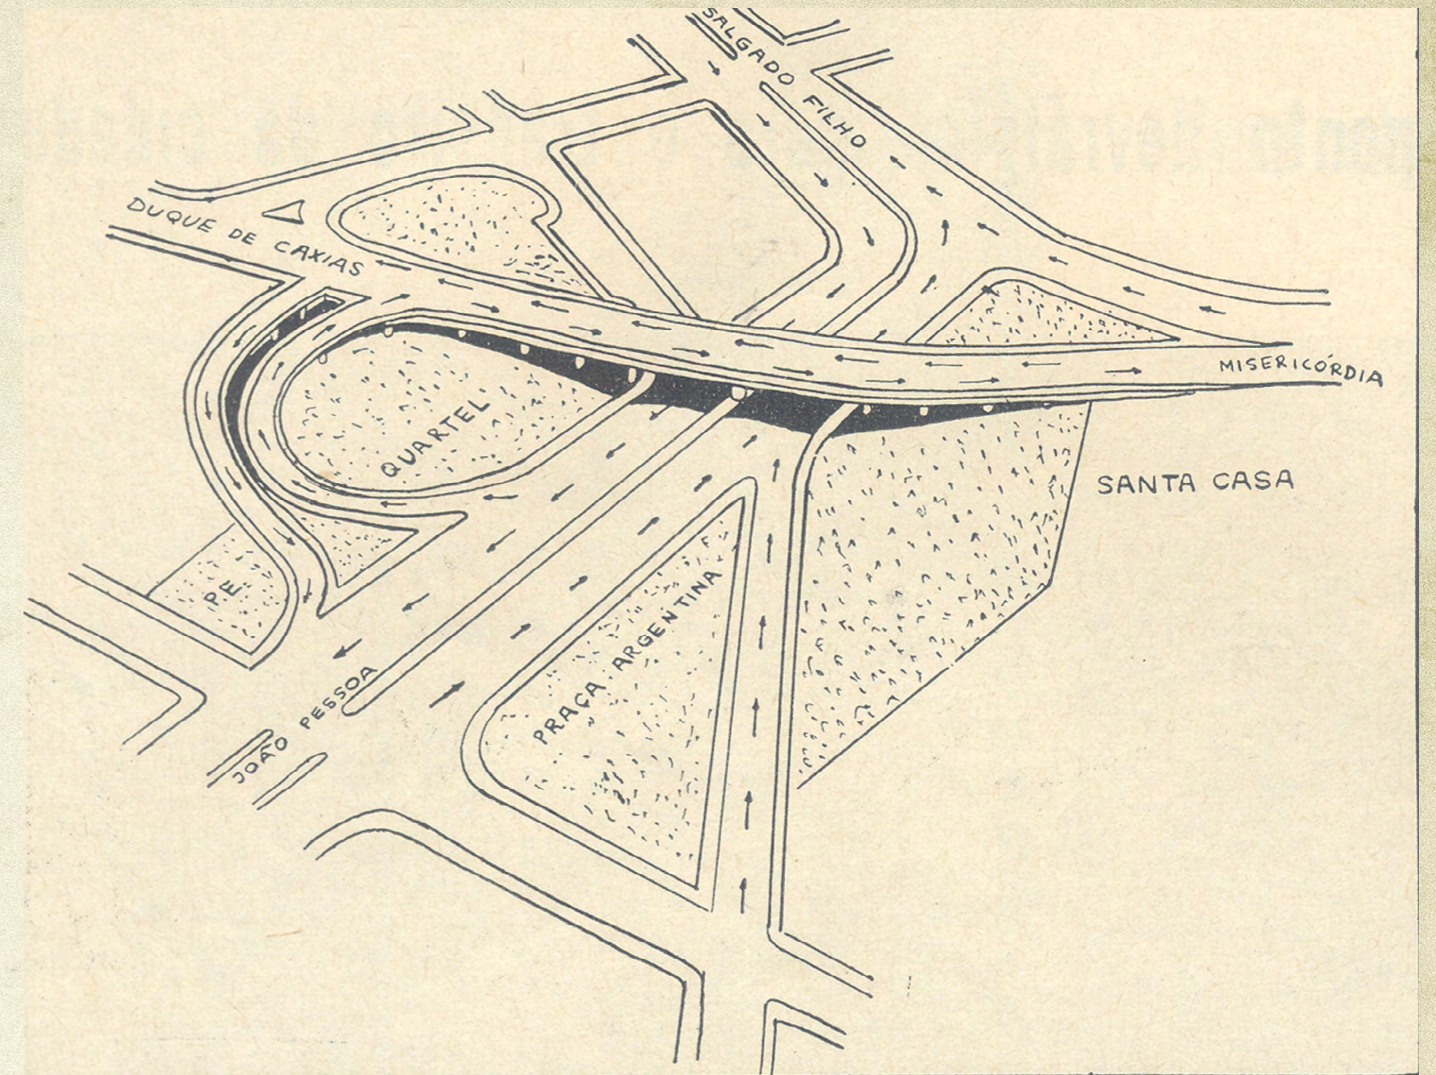 SALGADO FILHO
DUQUE DE CAXIAS
MISERICÓRDIA
QUARTEL
SANTA CASA
P.E.
PRAÇA ARGENTINA
JOÃO PESSOA